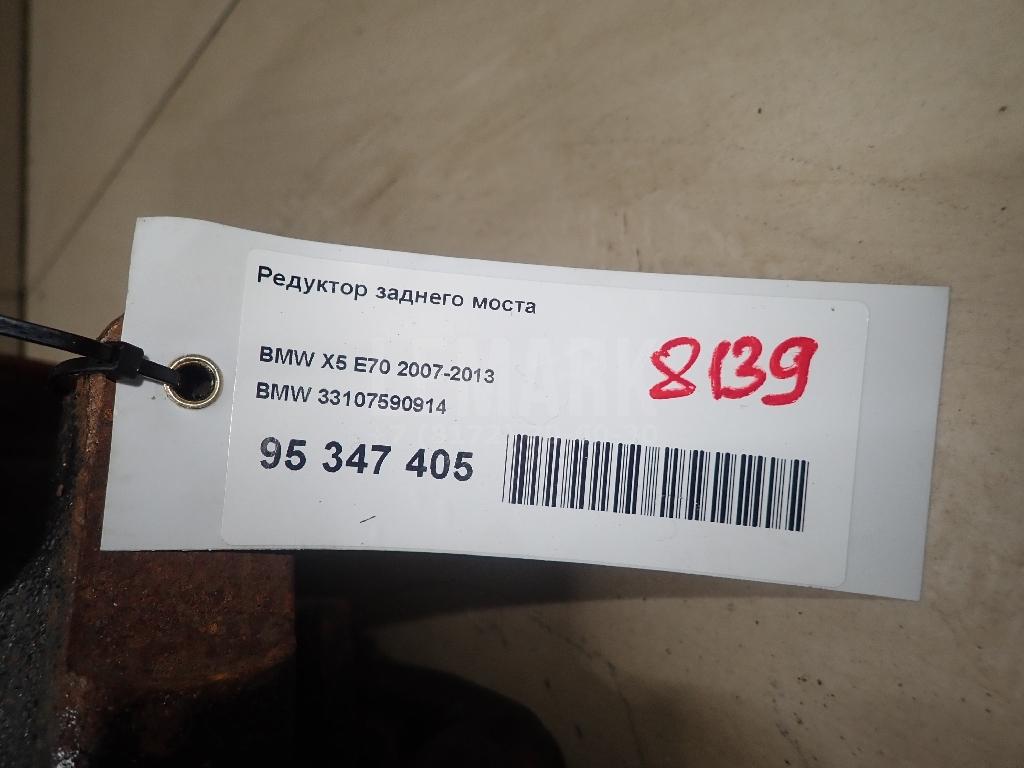 Редуктор заднего моста
BMW X5 E70 2007-2013
BMW 33107590914
95 347 405
8139